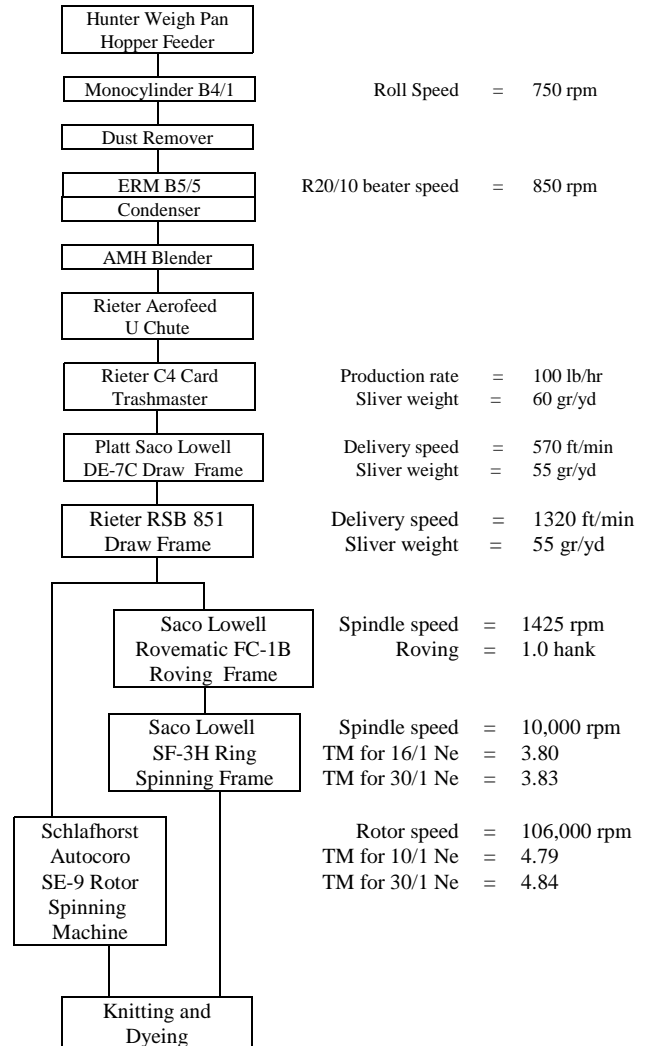 Hunter Weigh Pan
Hopper Feeder
Monocylinder B4/1
Roll Speed = 750 rpm
Dust Remover
ERM B5/5
R20/10 beater speed = 850 rpm
Condenser
AMH Blender
Rieter Aerofeed
U Chute
Rieter C4 Card
Trashmaster
Production rate = 100 lb/hr
Sliver weight = 60 gr/yd
Platt Saco Lowell
DE-7C Draw Frame
Delivery speed = 570 ft/min
Sliver weight = 55 gr/yd
Rieter RSB 851
Draw Frame
Delivery speed = 1320 ft/min
Sliver weight = 55 gr/yd
Saco Lowell
Rovematic FC-1B
Roving Frame
Spindle speed = 1425 rpm
Roving = 1.0 hank
Saco Lowell
SF-3H Ring
Spinning Frame
Spindle speed = 10,000 rpm
TM for 16/1 Ne = 3.80
TM for 30/1 Ne = 3.83
Schlafhorst
Autocoro
SE-9 Rotor
Spinning
Machine
Rotor speed = 106,000 rpm
TM for 10/1 Ne = 4.79
TM for 30/1 Ne = 4.84
Knitting and
Dyeing